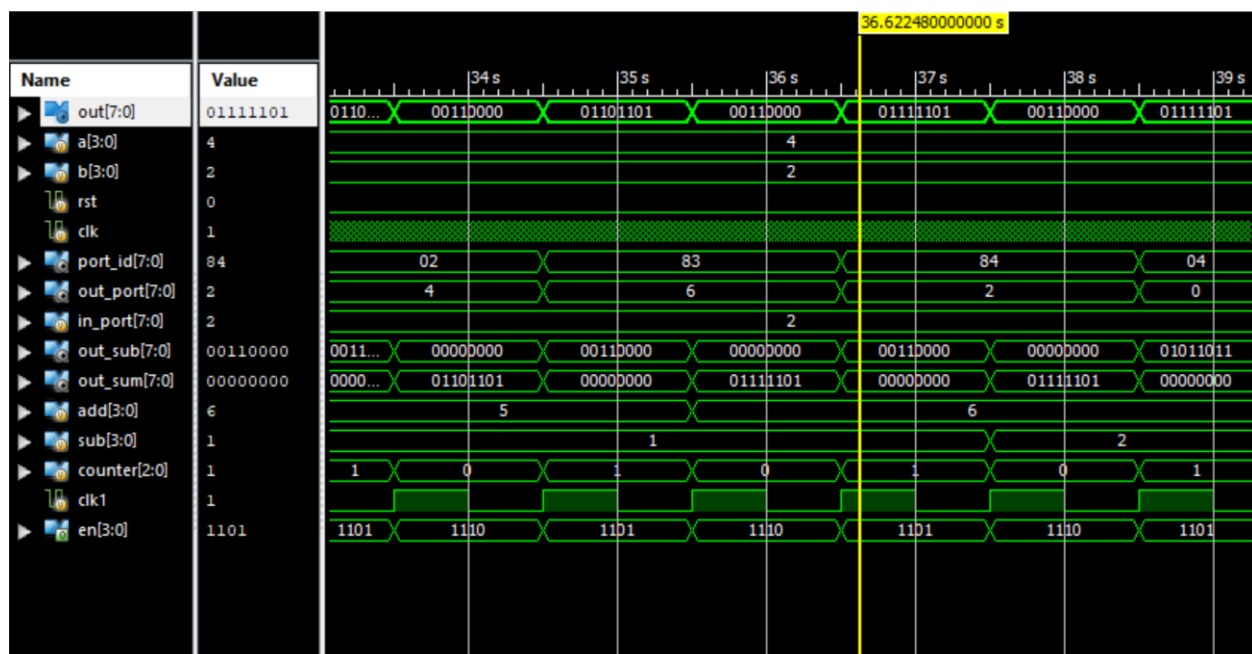 36.622480000000 s
Name Value 34 s 35 s 36 s 37 s 38 s 39 s
out[7:0] 01111101 0110... 00110000 01101101 00110000 01111101 00110000 01111101
a[3:0] 4 4
b[3:0] 2 2
rst 0
clk 1
port_id[7:0] 84 02 83 84 04
out_port[7:0] 2 4 6 2 0
in_port[7:0] 2 2
out_sub[7:0] 00110000 0011... 00000000 00110000 00000000 00110000 00000000 01011011
out_sum[7:0] 00000000 0000... 01101101 00000000 01111101 00000000 01111101 00000000
add[3:0] 6 5 6
sub[3:0] 1 1 2
counter[2:0] 1 1 0 1 0 1 0 1
clk1 1
en[3:0] 1101 1101 1110 1101 1110 1101 1110 1101